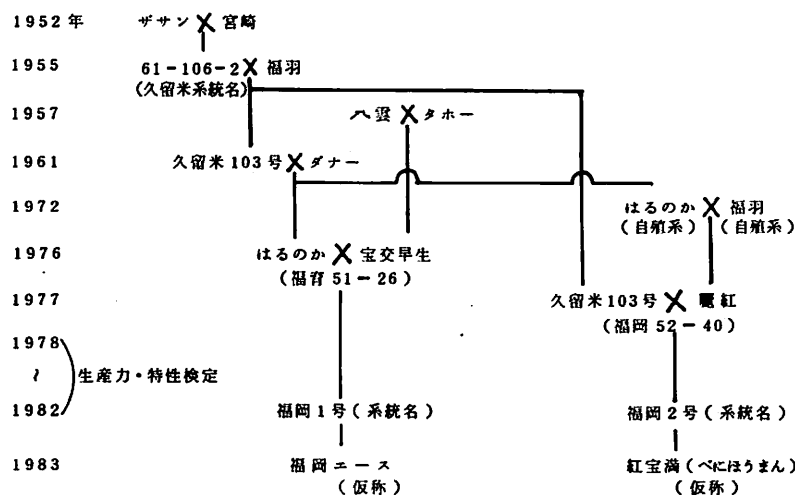 1952年 ザサン×宮崎
1955 61-106-2×福羽
(久留米系統名)
1957 八雲×タホー
1961 久留米103号×ダナー
1972 はるのか×福羽
(自殖系) (自殖系)
1976 はるのか×宝交早生
(福育51-26)
1977 久留米103号×麗紅
(福岡52-40)
1978
〜 生産力・特性検定
1982 福岡1号(系統名) 福岡2号(系統名)
1983 福岡エース 紅宝満(べにほうまん)
(仮称) (仮称)